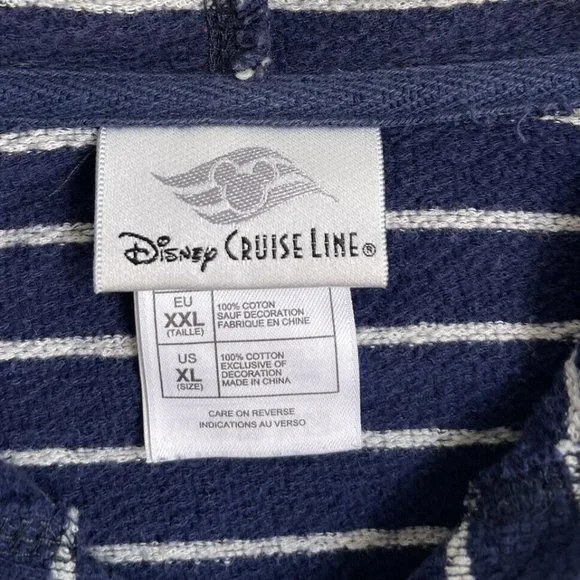 Disney CRUISE LINE®
EU
XXL
(TAILLE)
100% COTON
SAUF DECORATION
FABRIQUE EN CHINE
US
XL
(SIZE)
100% COTTON
EXCLUSIVE OF
DECORATION
MADE IN CHINA
CARE ON REVERSE
INDICATIONS AU VERSO